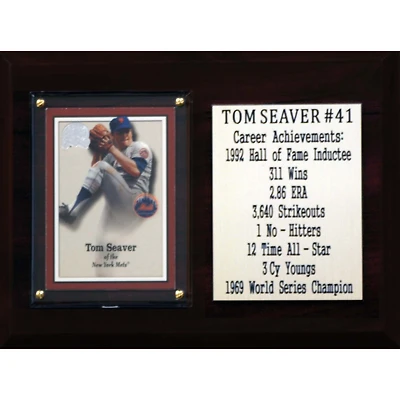 Tom Seaver
of the
New York Mets
TOM SEAVER #41
Career Achievements:
1992 Hall of Fame Inductee
311 Wins
2.86 ERA
3,640 Strikeouts
1 No - Hitters
12 Time All - Star
3 Cy Youngs
1969 World Series Champion